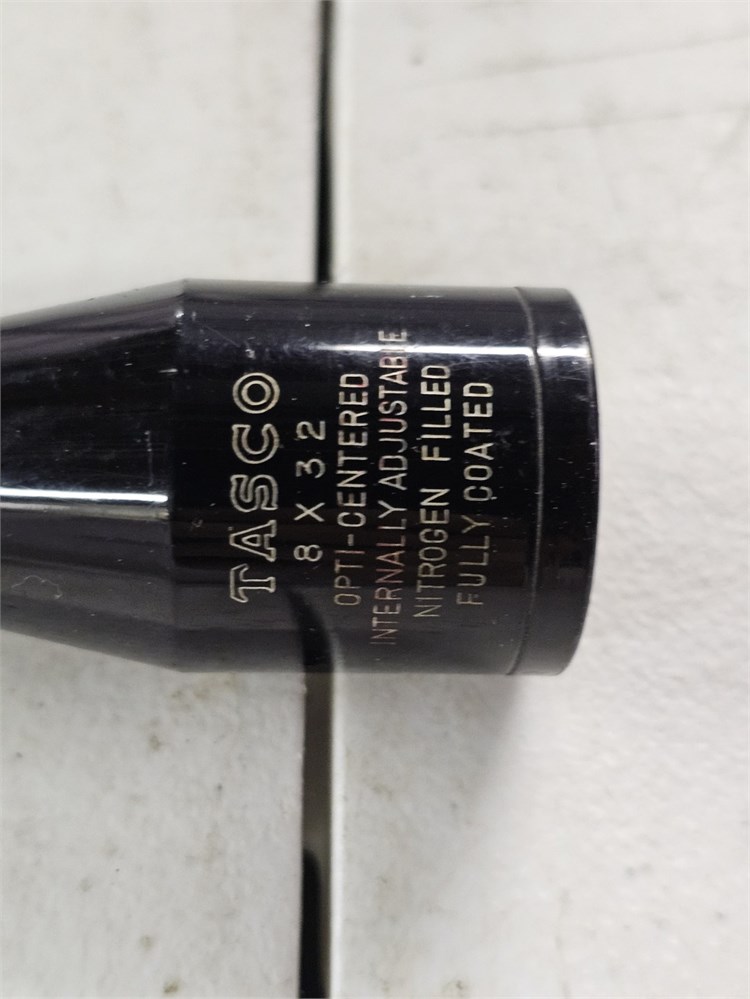 TASCO
8 X 32
OPTI-CENTERED
INTERNALLY ADJUSTABLE
NITROGEN FILLED
FULLY COATED